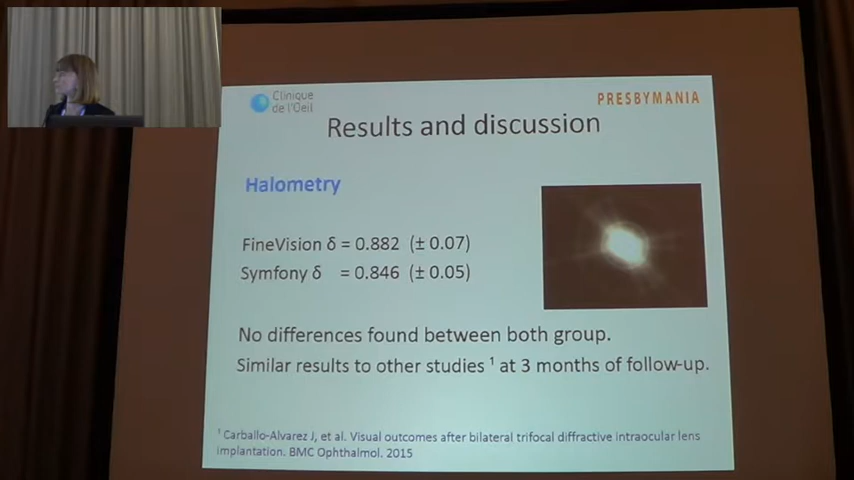 Clinique
de l'Oeil
PRESBYMANIA
Results and discussion
Halometry
FineVision δ = 0.882 (± 0.07)
Symfony δ = 0.846 (± 0.05)
No differences found between both group.
Similar results to other studies ¹ at 3 months of follow-up.
¹ Carballo-Alvarez J, et al. Visual outcomes after bilateral trifocal diffractive intraocular lens
implantation. BMC Ophthalmol. 2015